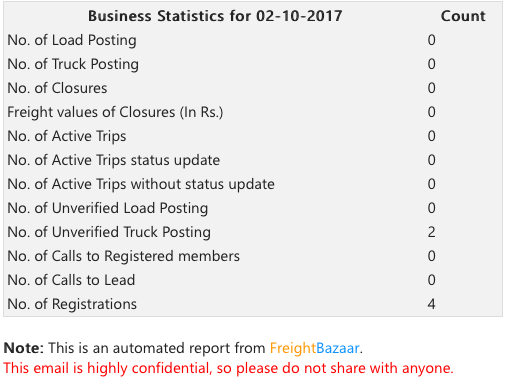 Business Statistics for 02-10-2017 Count
No. of Load Posting 0
No. of Truck Posting 0
No. of Closures 0
Freight values of Closures (In Rs.) 0
No. of Active Trips 0
No. of Active Trips status update 0
No. of Active Trips without status update 0
No. of Unverified Load Posting 0
No. of Unverified Truck Posting 2
No. of Calls to Registered members 0
No. of Calls to Lead 0
No. of Registrations 4
Note: This is an automated report from FreightBazaar.
This email is highly confidential, so please do not share with anyone.